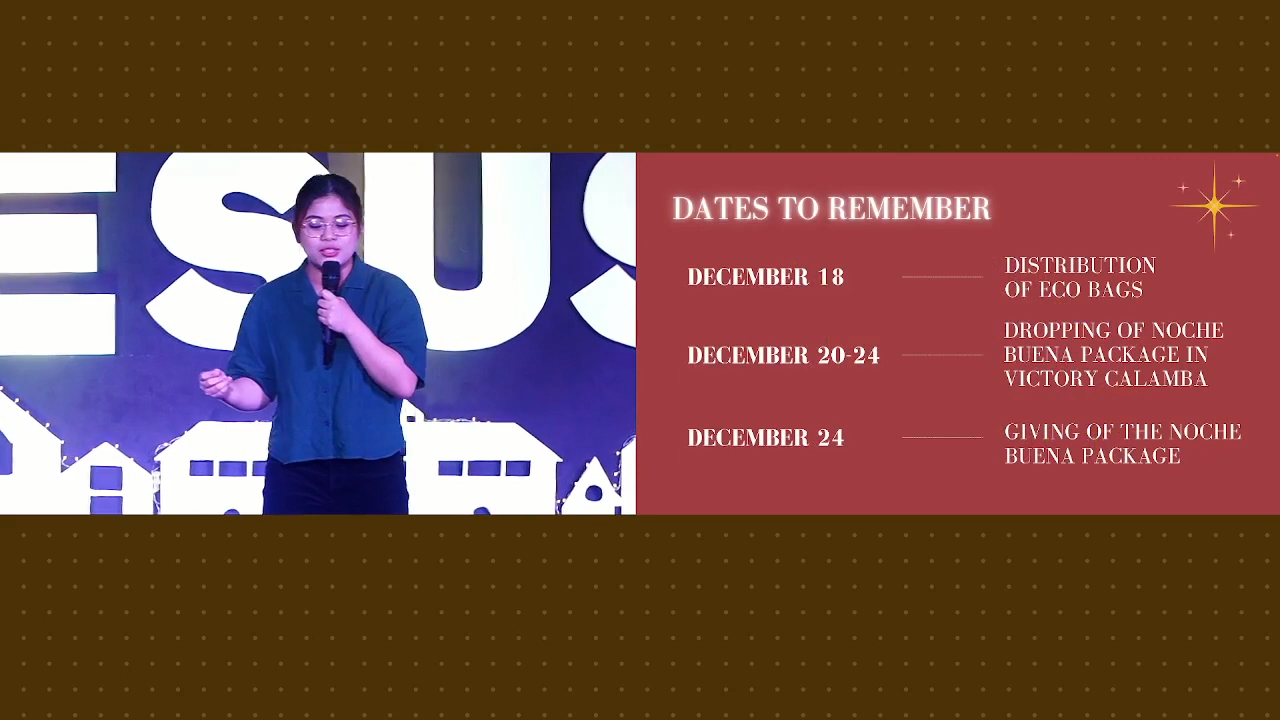 ESUS
DATES TO REMEMBER
DECEMBER 18
DISTRIBUTION
OF ECO BAGS
DECEMBER 20-24
DROPPING OF NOCHE
BUENA PACKAGE IN
VICTORY CALAMBA
DECEMBER 24
GIVING OF THE NOCHE
BUENA PACKAGE